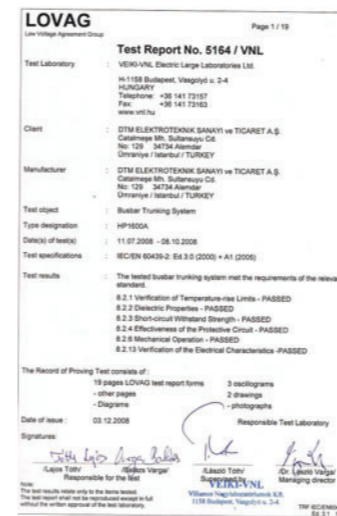 LOVAG
Low Voltage Agreement Group
Page 1 / 19
Test Report No. 5164 / VNL
Test Laboratory : VEIKI-VNL Electric Large Laboratories Ltd.
H-1158 Budapest, Vasgolyó u. 2-4
HUNGARY
Telephone: +36 141 73157
Fax: +36 141 73163
www.vnl.hu
Client : DTM ELEKTROTEKNIK SANAYI ve TICARET A.Ş.
Catalmeşe Mh. Sultansuyu Cd.
No: 129 34734 Alemdar
Ümraniye / Istanbul / TURKEY
Manufacturer : DTM ELEKTROTEKNIK SANAYI ve TICARET A.Ş.
Catalmeşe Mh. Sultansuyu Cd.
No: 129 34734 Alemdar
Ümraniye / Istanbul / TURKEY
Test object : Busbar Trunking System
Type designation : HP1600A
Date(s) of test(s) : 11.07.2008 - 08.10.2008
Test specifications : IEC/EN 60439-2: Ed.3.0 (2000) + A1 (2005)
Test results : The tested busbar trunking system met the requirements of the releva
standard.
8.2.1 Verification of Temperature-rise Limits - PASSED
8.2.2 Dielectric Properties - PASSED
8.2.3 Short-circuit Withstand Strength - PASSED
8.2.4 Effectiveness of the Protective Circuit - PASSED
8.2.6 Mechanical Operation - PASSED
8.2.13 Verification of the Electrical Characteristics -PASSED
The Record of Proving Test consists of :
19 pages LOVAG test report forms 3 oscillograms
- other pages 2 drawings
- Diagrams - photographs
Date of issue : 03.12.2008 Responsible Test Laboratory
Signatures:
/Lajos Tóth/ /Balázs Varga/ /László Tóth/ /Dr. László Varga/
Responsible for the test Supervised by Managing director
VEIKI-VNL
Note:
The test results relate only to the items tested.
The test report shall not be reproduced except in full
without the written approval of the test laboratory.
1158 Budapest, Vasgolyó u. 2-4.
TRF IEC/EN60
Ed. 3.1